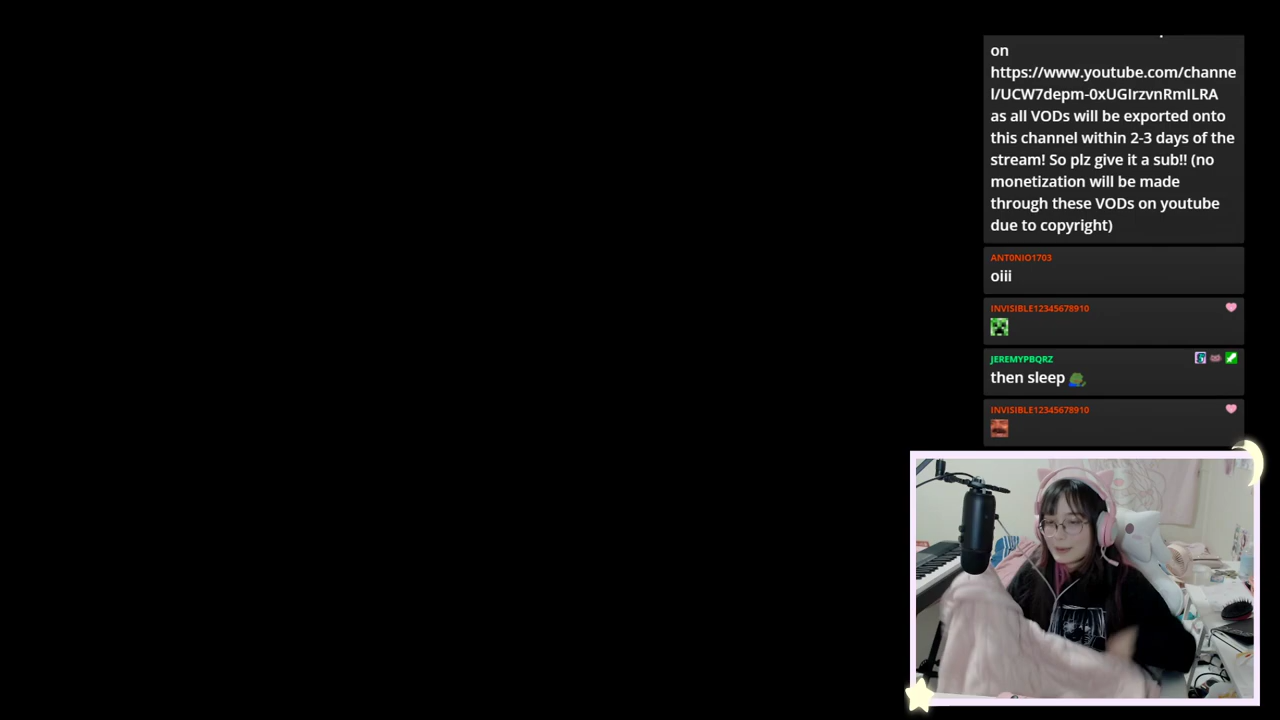 on
https://www.youtube.com/channe
l/UCW7depm-0xUGIrzvnRmILRA
as all VODs will be exported onto
this channel within 2-3 days of the
stream! So plz give it a sub!! (no
monetization will be made
through these VODs on youtube
due to copyright)
ANT0NIO1703
oiii
INVISIBLE12345678910
JEREMYPBQRZ
then sleep
INVISIBLE12345678910